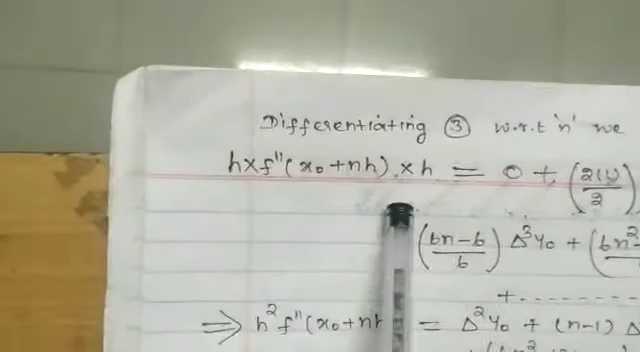 Differentiating ③ w.r.t 'n' we
h×f''(x₀+nh).×h = 0 + (2(1)/2)
(6n-6/6) Δ³y₀ + (6n²-
+-------
⇒ h²f''(x₀+nh = Δ²y₀ + (n-1) Δ